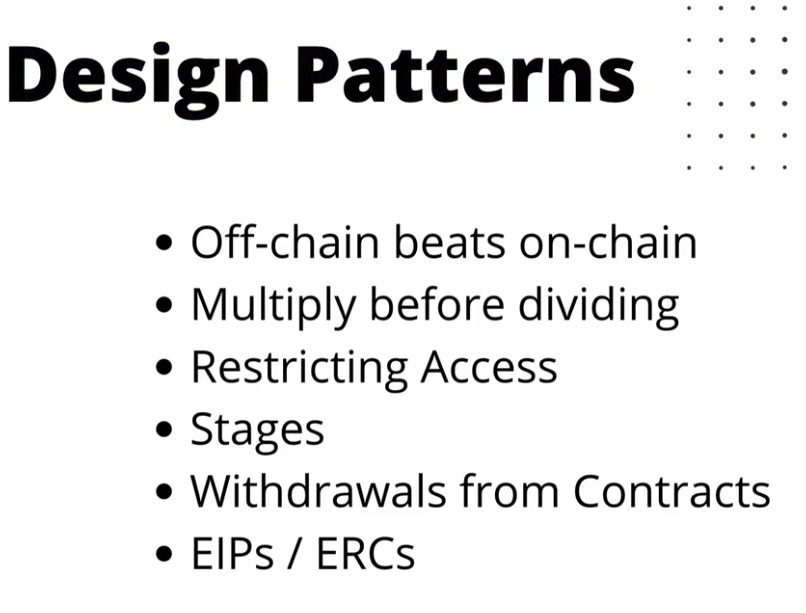 Design Patterns
• Off-chain beats on-chain
• Multiply before dividing
• Restricting Access
• Stages
• Withdrawals from Contracts
• EIPs / ERCs